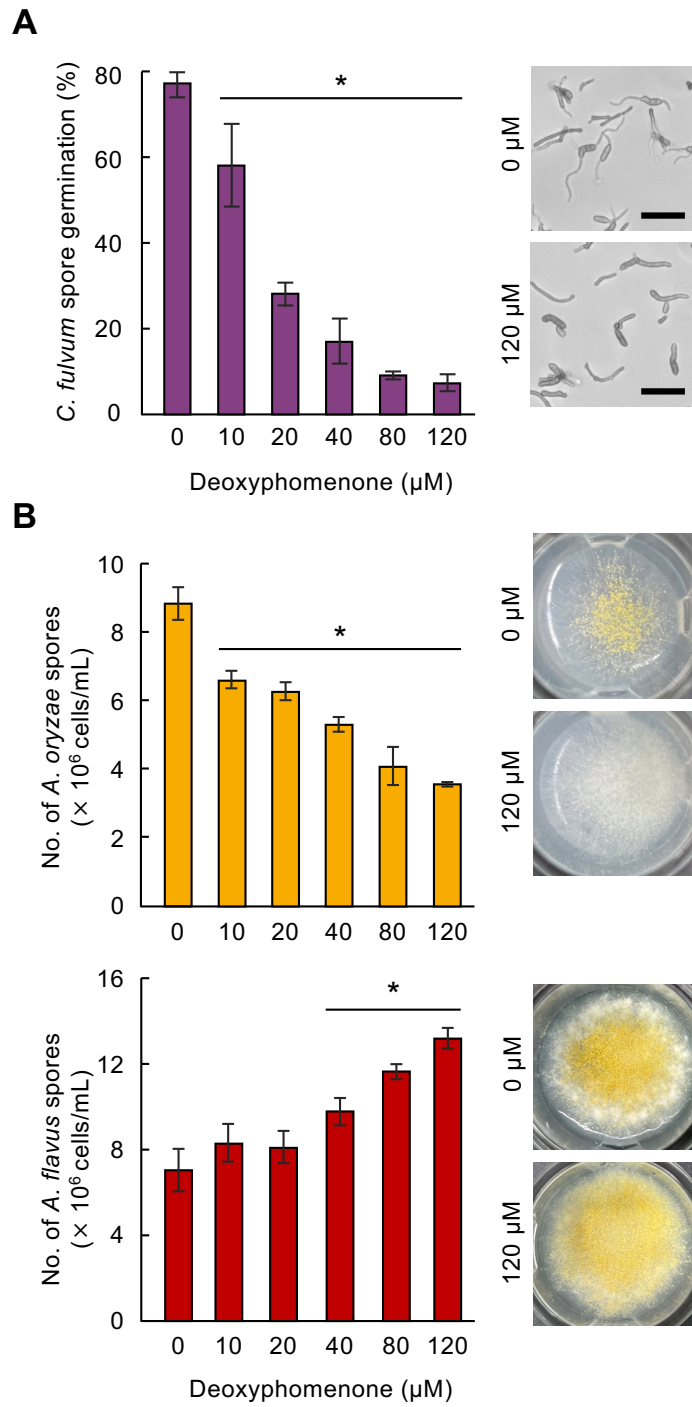 A
C. fulvum spore germination (%)
80
60
40
20
0
*
0 10 20 40 80 120
Deoxyphomenone (µM)
0 µM
120 µM
B
No. of A. oryzae spores
(× 10⁶ cells/mL)
10
8
6
4
2
0
*
0 10 20 40 80 120
0 µM
120 µM
No. of A. flavus spores
(× 10⁶ cells/mL)
16
12
8
4
0
*
0 10 20 40 80 120
Deoxyphomenone (µM)
0 µM
120 µM